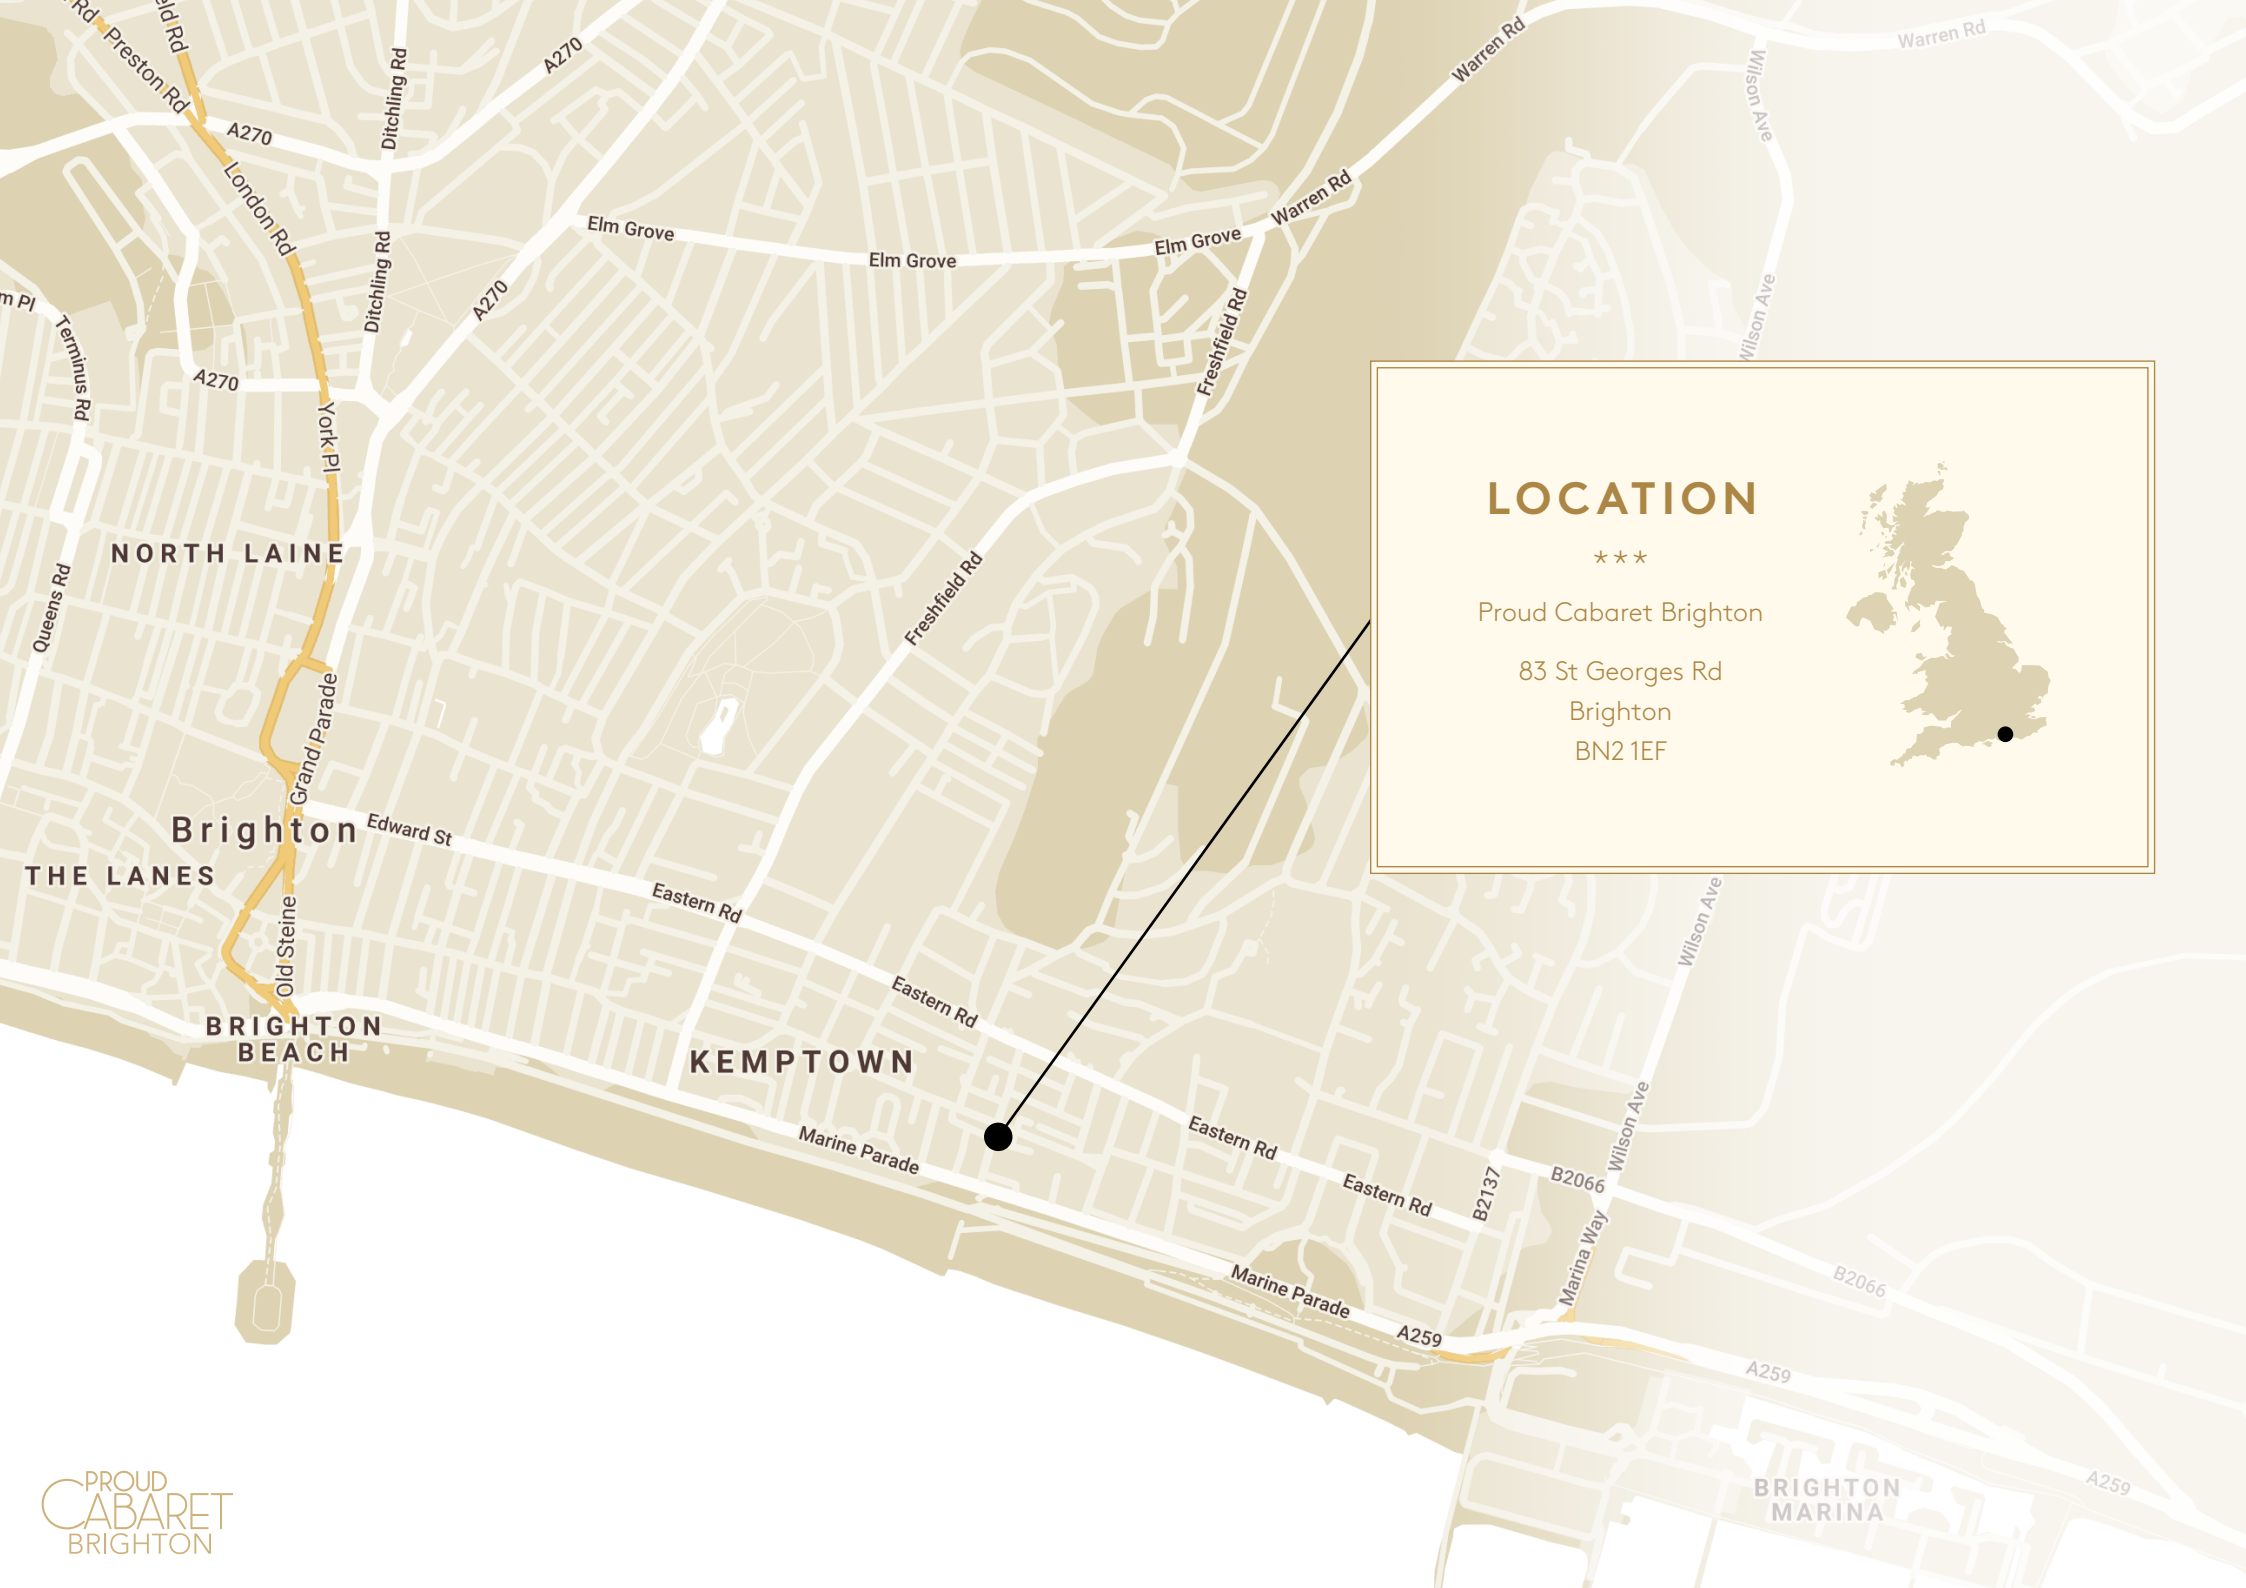 Rd
Preston Rd
eld Rd
A270
London Rd
Ditchling Rd
A270
Warren Rd
Warren Rd
Wilson Ave
Elm Grove
Elm Grove
Elm Grove
Warren Rd
m Pl
Terminus Rd
A270
Ditchling Rd
A270
Freshfield Rd
Wilson Ave
York Pl
NORTH LAINE
Queens Rd
Freshfield Rd
LOCATION
***
Proud Cabaret Brighton
83 St Georges Rd
Brighton
BN2 1EF
Grand Parade
Brighton
Edward St
THE LANES
Eastern Rd
Old Steine
Wilson Ave
Eastern Rd
BRIGHTON
BEACH
KEMPTOWN
Marine Parade
Eastern Rd
Eastern Rd
Wilson Ave
B2137
B2066
Marina Way
Marine Parade
A259
B2066
A259
A259
BRIGHTON
MARINA
PROUD
CABARET
BRIGHTON